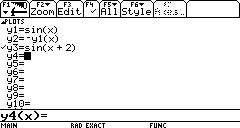 F1 F2 F3 F4 F5 F6
Zoom Edit ✓ All Style
PLOTS
y1=sin(x)
y2=-y1(x)
✓y3=sin(x + 2)
y4=
y5=
y6=
y7=
y8=
y9=
y10=
y4(x)=
MAIN RAD EXACT FUNC